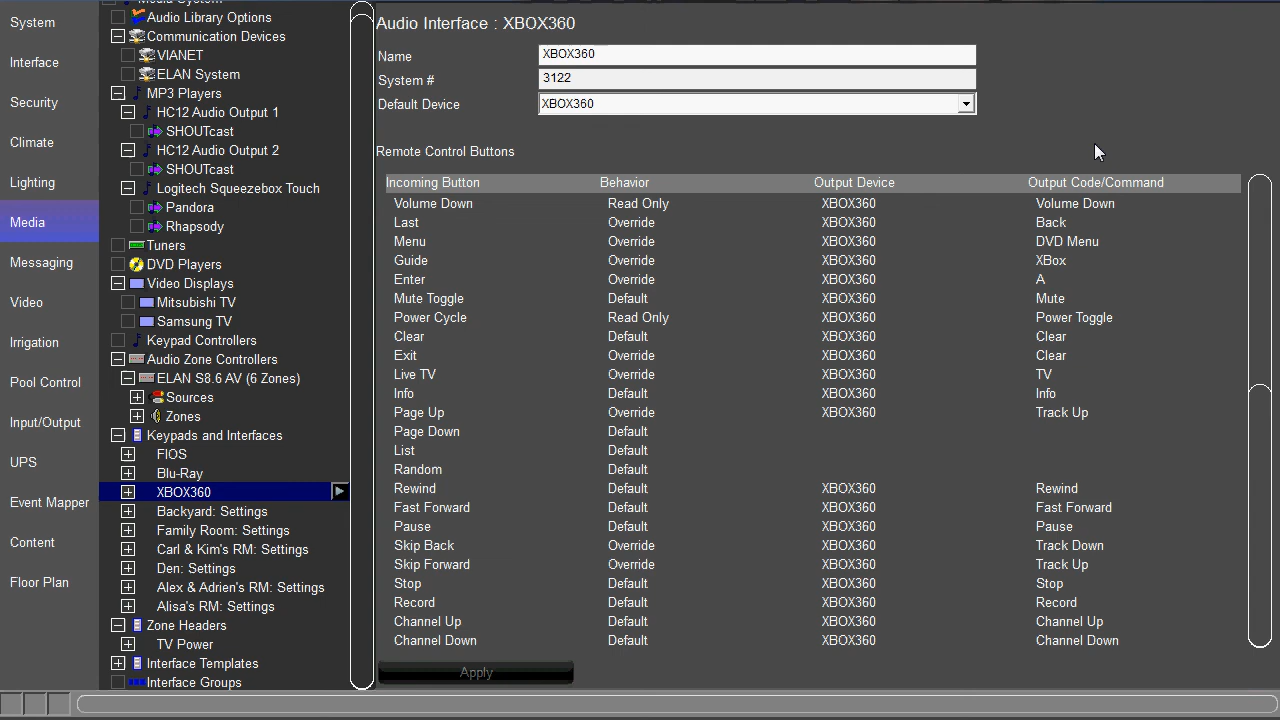 System
Interface
Security
Climate
Lighting
Media
Messaging
Video
Irrigation
Pool Control
Input/Output
UPS
Event Mapper
Content
Floor Plan
Audio Library Options
Communication Devices
VIANET
ELAN System
MP3 Players
HC12 Audio Output 1
SHOUTcast
HC12 Audio Output 2
SHOUTcast
Logitech Squeezebox Touch
Pandora
Rhapsody
Tuners
DVD Players
Video Displays
Mitsubishi TV
Samsung TV
Keypad Controllers
Audio Zone Controllers
ELAN S8.6 AV (6 Zones)
Sources
Zones
Keypads and Interfaces
FIOS
Blu-Ray
XBOX360
Backyard: Settings
Family Room: Settings
Carl & Kim's RM: Settings
Den: Settings
Alex & Adrien's RM: Settings
Alisa's RM: Settings
Zone Headers
TV Power
Interface Templates
Interface Groups
Audio Interface : XBOX360
Name XBOX360
System # 3122
Default Device XBOX360
Remote Control Buttons
Incoming Button Behavior Output Device Output Code/Command
Volume Down Read Only XBOX360 Volume Down
Last Override XBOX360 Back
Menu Override XBOX360 DVD Menu
Guide Override XBOX360 XBox
Enter Override XBOX360 A
Mute Toggle Default XBOX360 Mute
Power Cycle Read Only XBOX360 Power Toggle
Clear Default XBOX360 Clear
Exit Override XBOX360 Clear
Live TV Override XBOX360 TV
Info Default XBOX360 Info
Page Up Override XBOX360 Track Up
Page Down Default
List Default
Random Default
Rewind Default XBOX360 Rewind
Fast Forward Default XBOX360 Fast Forward
Pause Default XBOX360 Pause
Skip Back Override XBOX360 Track Down
Skip Forward Override XBOX360 Track Up
Stop Default XBOX360 Stop
Record Default XBOX360 Record
Channel Up Default XBOX360 Channel Up
Channel Down Default XBOX360 Channel Down
Apply